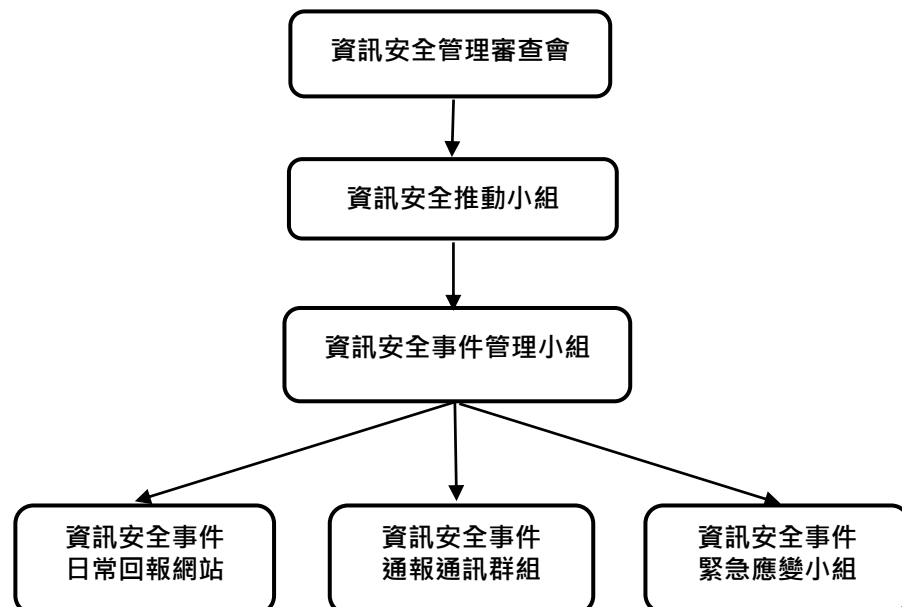 資訊安全管理審查會
資訊安全推動小組
資訊安全事件管理小組
資訊安全事件
日常回報網站
資訊安全事件
通報通訊群組
資訊安全事件
緊急應變小組